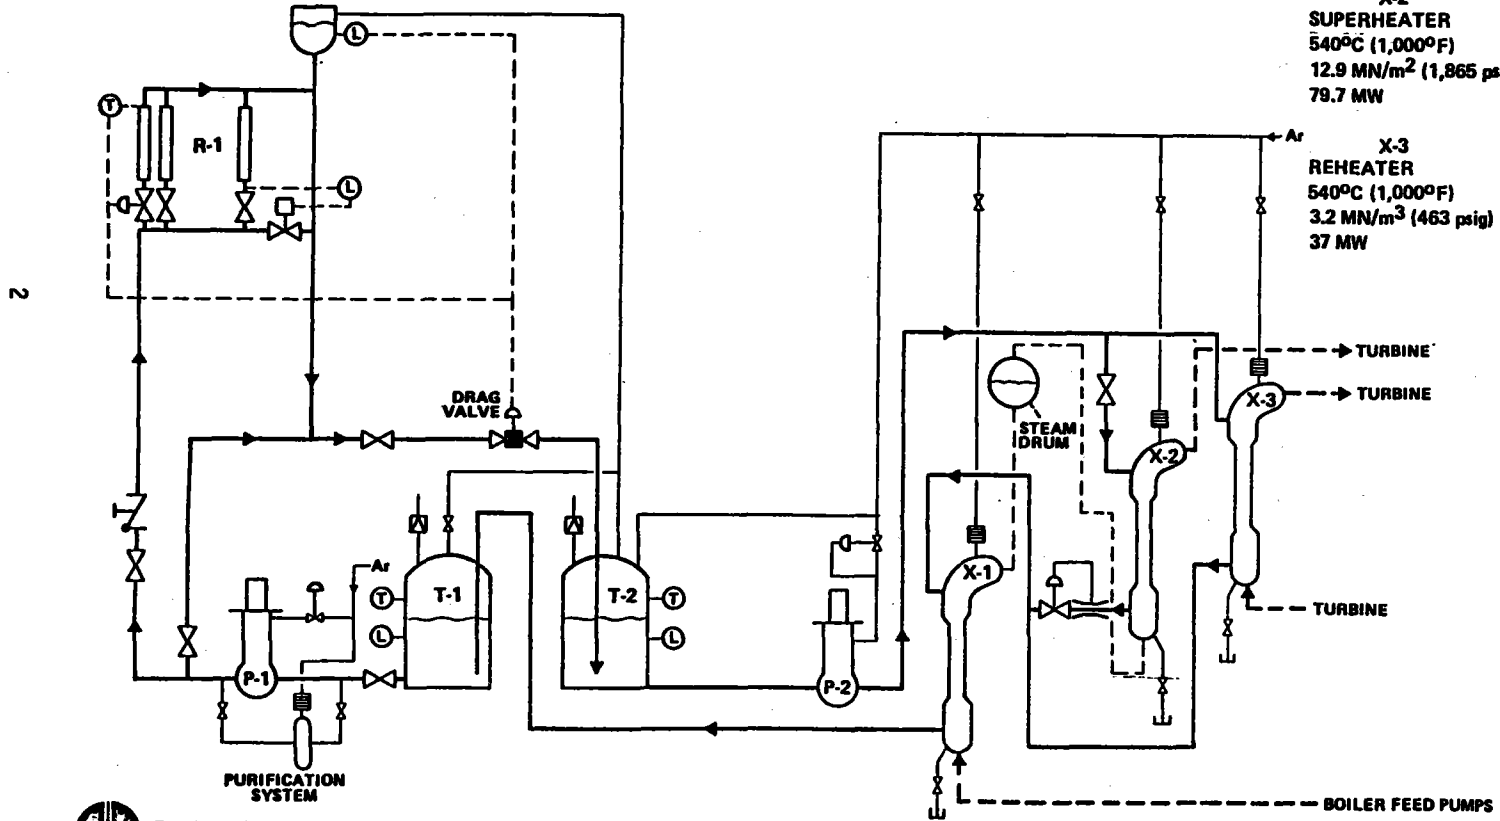 X-2
SUPERHEATER
540°C (1,000°F)
12.9 MN/m² (1,865 ps
79.7 MW
X-3
REHEATER
540°C (1,000°F)
3.2 MN/m³ (463 psig)
37 MW
L
T
R-1
L
Ar
2
TURBINE
TURBINE
X-3
DRAG
VALVE
STEAM
DRUM
X-2
X-1
Ar
T
T-1
L
T-2
T
L
TURBINE
P-1
P-2
PURIFICATION
SYSTEM
BOILER FEED PUMPS